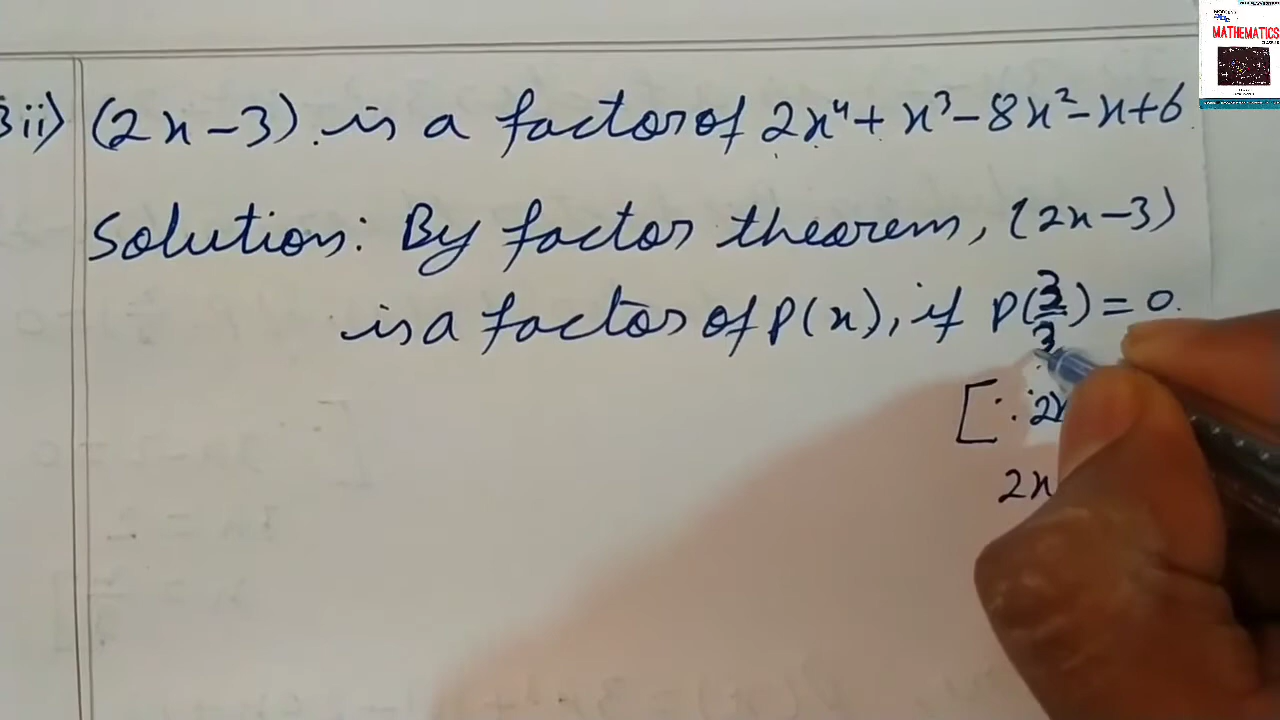 3ii) (2x-3) is a factor of 2x⁴ + x³ - 8x² - x + 6
Solution: By factor theorem, (2x-3)
is a factor of P(x), if P(3/3) = 0.
[∵ 2x
2x
MATHEMATICS